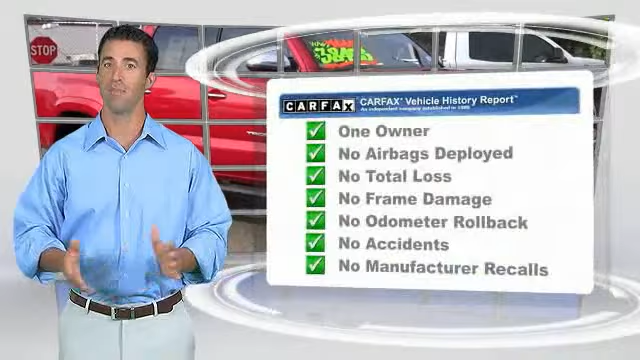 STOP
CARFAX CARFAX® Vehicle History Report™
An independent company established in 1986
One Owner
No Airbags Deployed
No Total Loss
No Frame Damage
No Odometer Rollback
No Accidents
No Manufacturer Recalls